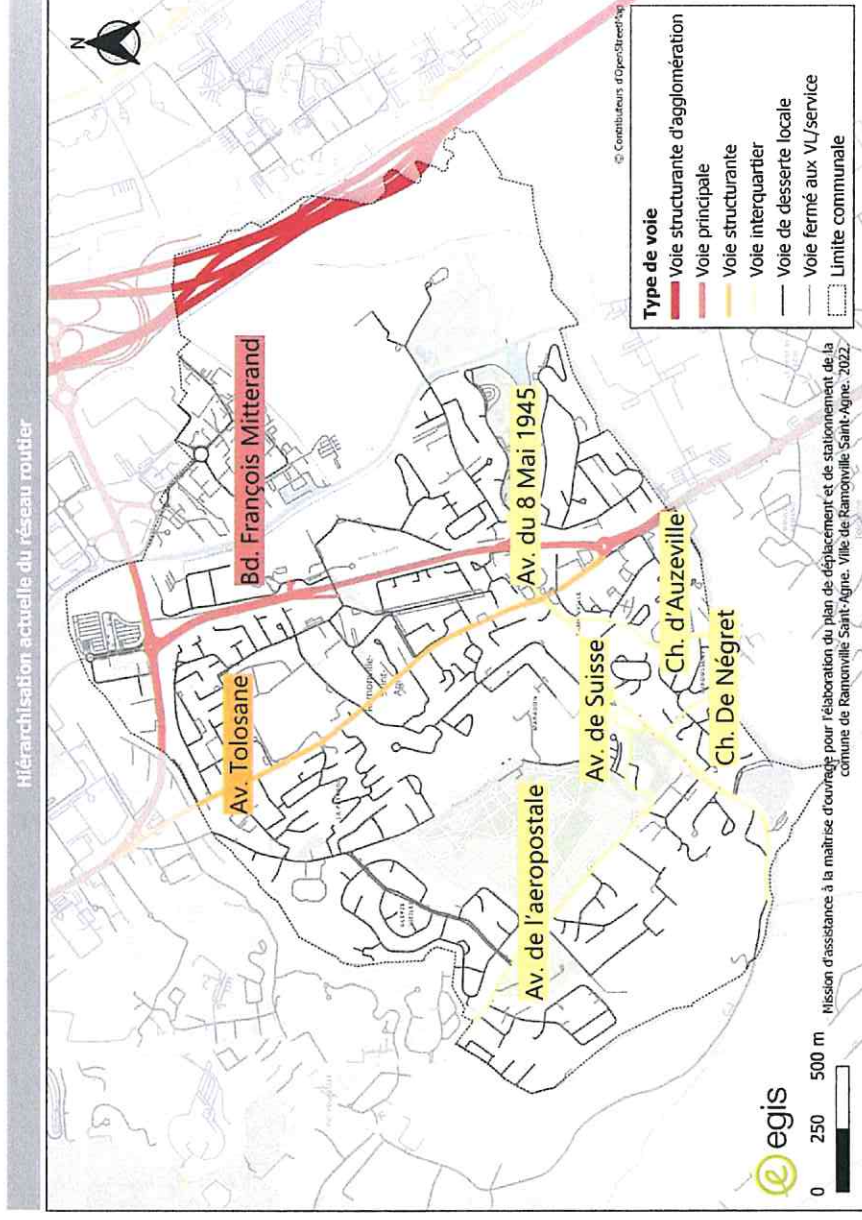 Hiérarchisation actuelle du réseau routier
N
Bd. François Mitterand
Av. Tolosane
Av. du 8 Mai 1945
Av. de Suisse
Ch. d'Auzeville
Ch. De Négret
Av. de l'aeropostale
© Contributeurs d'OpenStreetMap
Type de voie
Voie structurante d'agglomération
Voie principale
Voie structurante
Voie interquartier
Voie de desserte locale
Voie fermé aux VL/service
Limite communale
egis
0 250 500 m
Mission d'assistance à la maîtrise d'ouvrage pour l'élaboration du plan de déplacement et de stationnement de la
comune de Ramonville Saint-Agne. Ville de Ramonville Saint-Agne. 2022